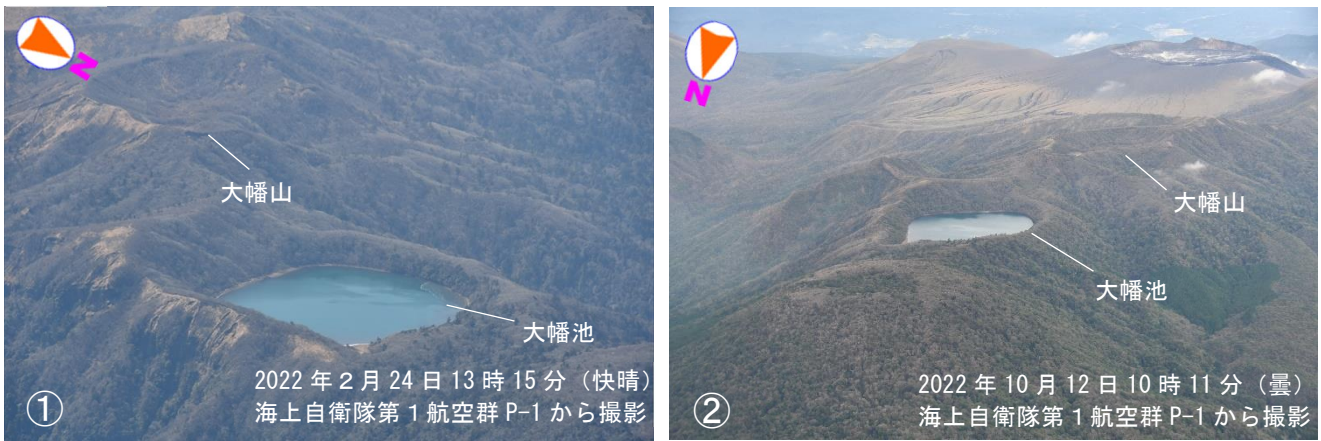 N
大幡山
大幡池
2022年2月24日13時15分（快晴）
海上自衛隊第1航空群P-1から撮影
①
N
大幡山
大幡池
2022年10月12日10時11分（曇）
海上自衛隊第1航空群P-1から撮影
②